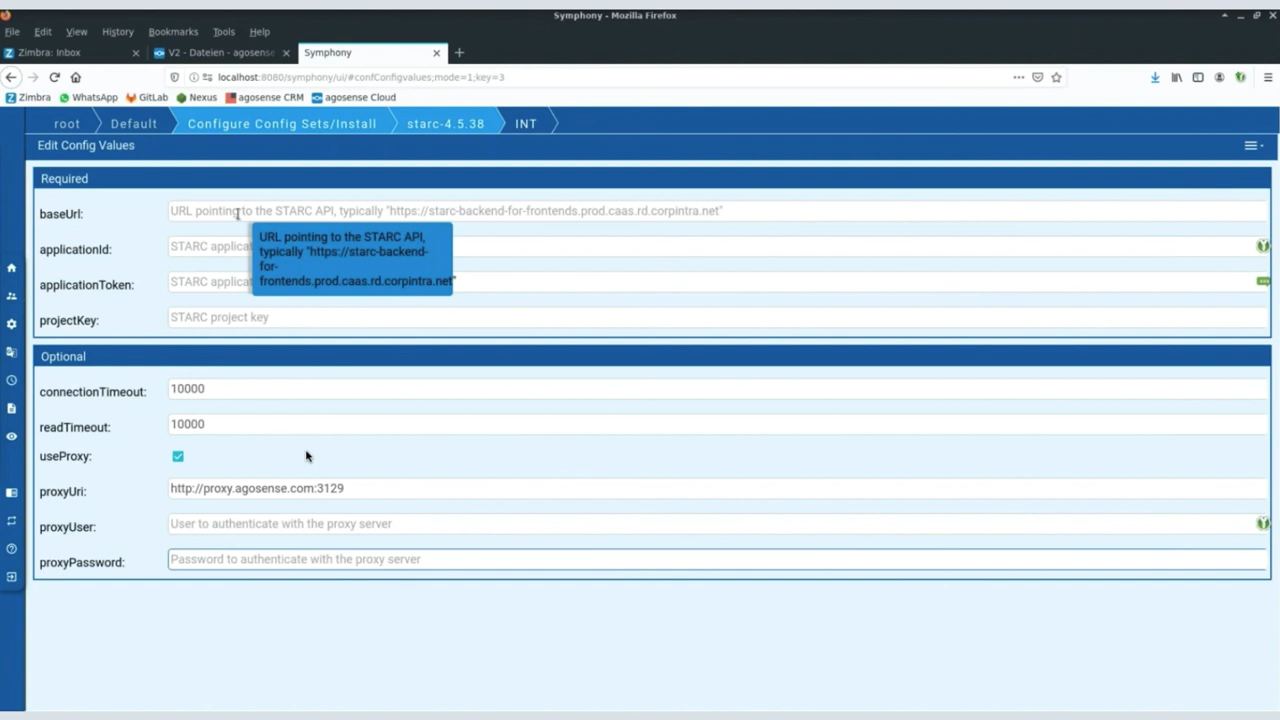 Symphony - Mozilla Firefox
File Edit View History Bookmarks Tools Help
Zimbra: Inbox V2 - Dateien - agosense Symphony
localhost:8080/symphony/ui/#confConfigvalues;mode=1;key=3
Zimbra WhatsApp GitLab Nexus agosense CRM agosense Cloud
root Default Configure Config Sets/Install starc-4.5.38 INT
Edit Config Values
Required
baseUrl: URL pointing to the STARC API, typically "https://starc-backend-for-frontends.prod.caas.rd.corpintra.net"
URL pointing to the STARC API,
typically "https://starc-backend-
for-
frontends.prod.caas.rd.corpintra.net"
applicationId: STARC applicat
applicationToken: STARC applicat
projectKey: STARC project key
Optional
connectionTimeout: 10000
readTimeout: 10000
useProxy:
proxyUri: http://proxy.agosense.com:3129
proxyUser: User to authenticate with the proxy server
proxyPassword: Password to authenticate with the proxy server